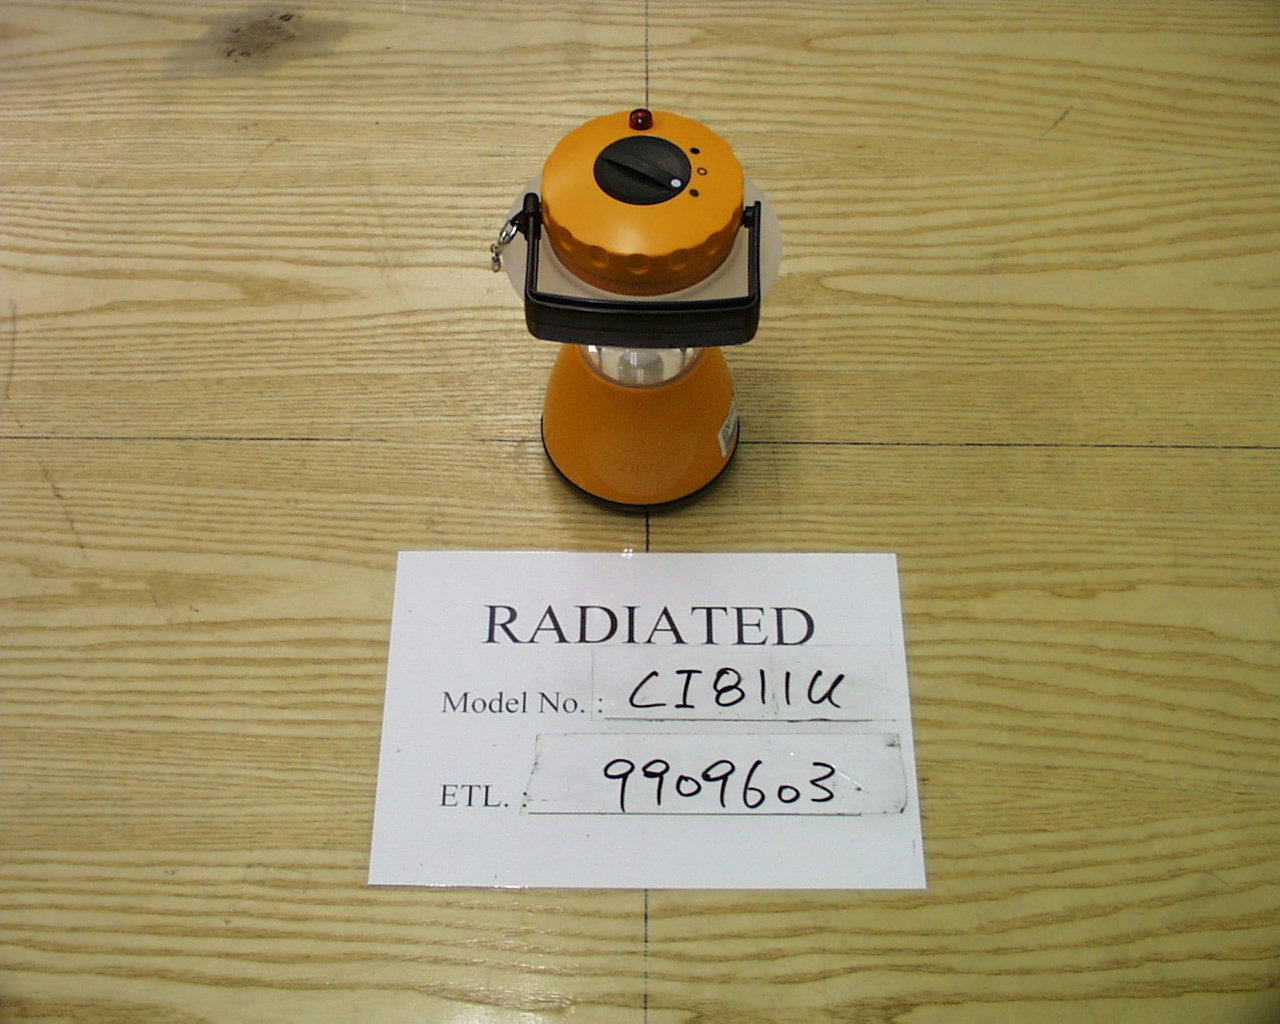 RADIATED
Model No. : CI811U
ETL. : 9909603